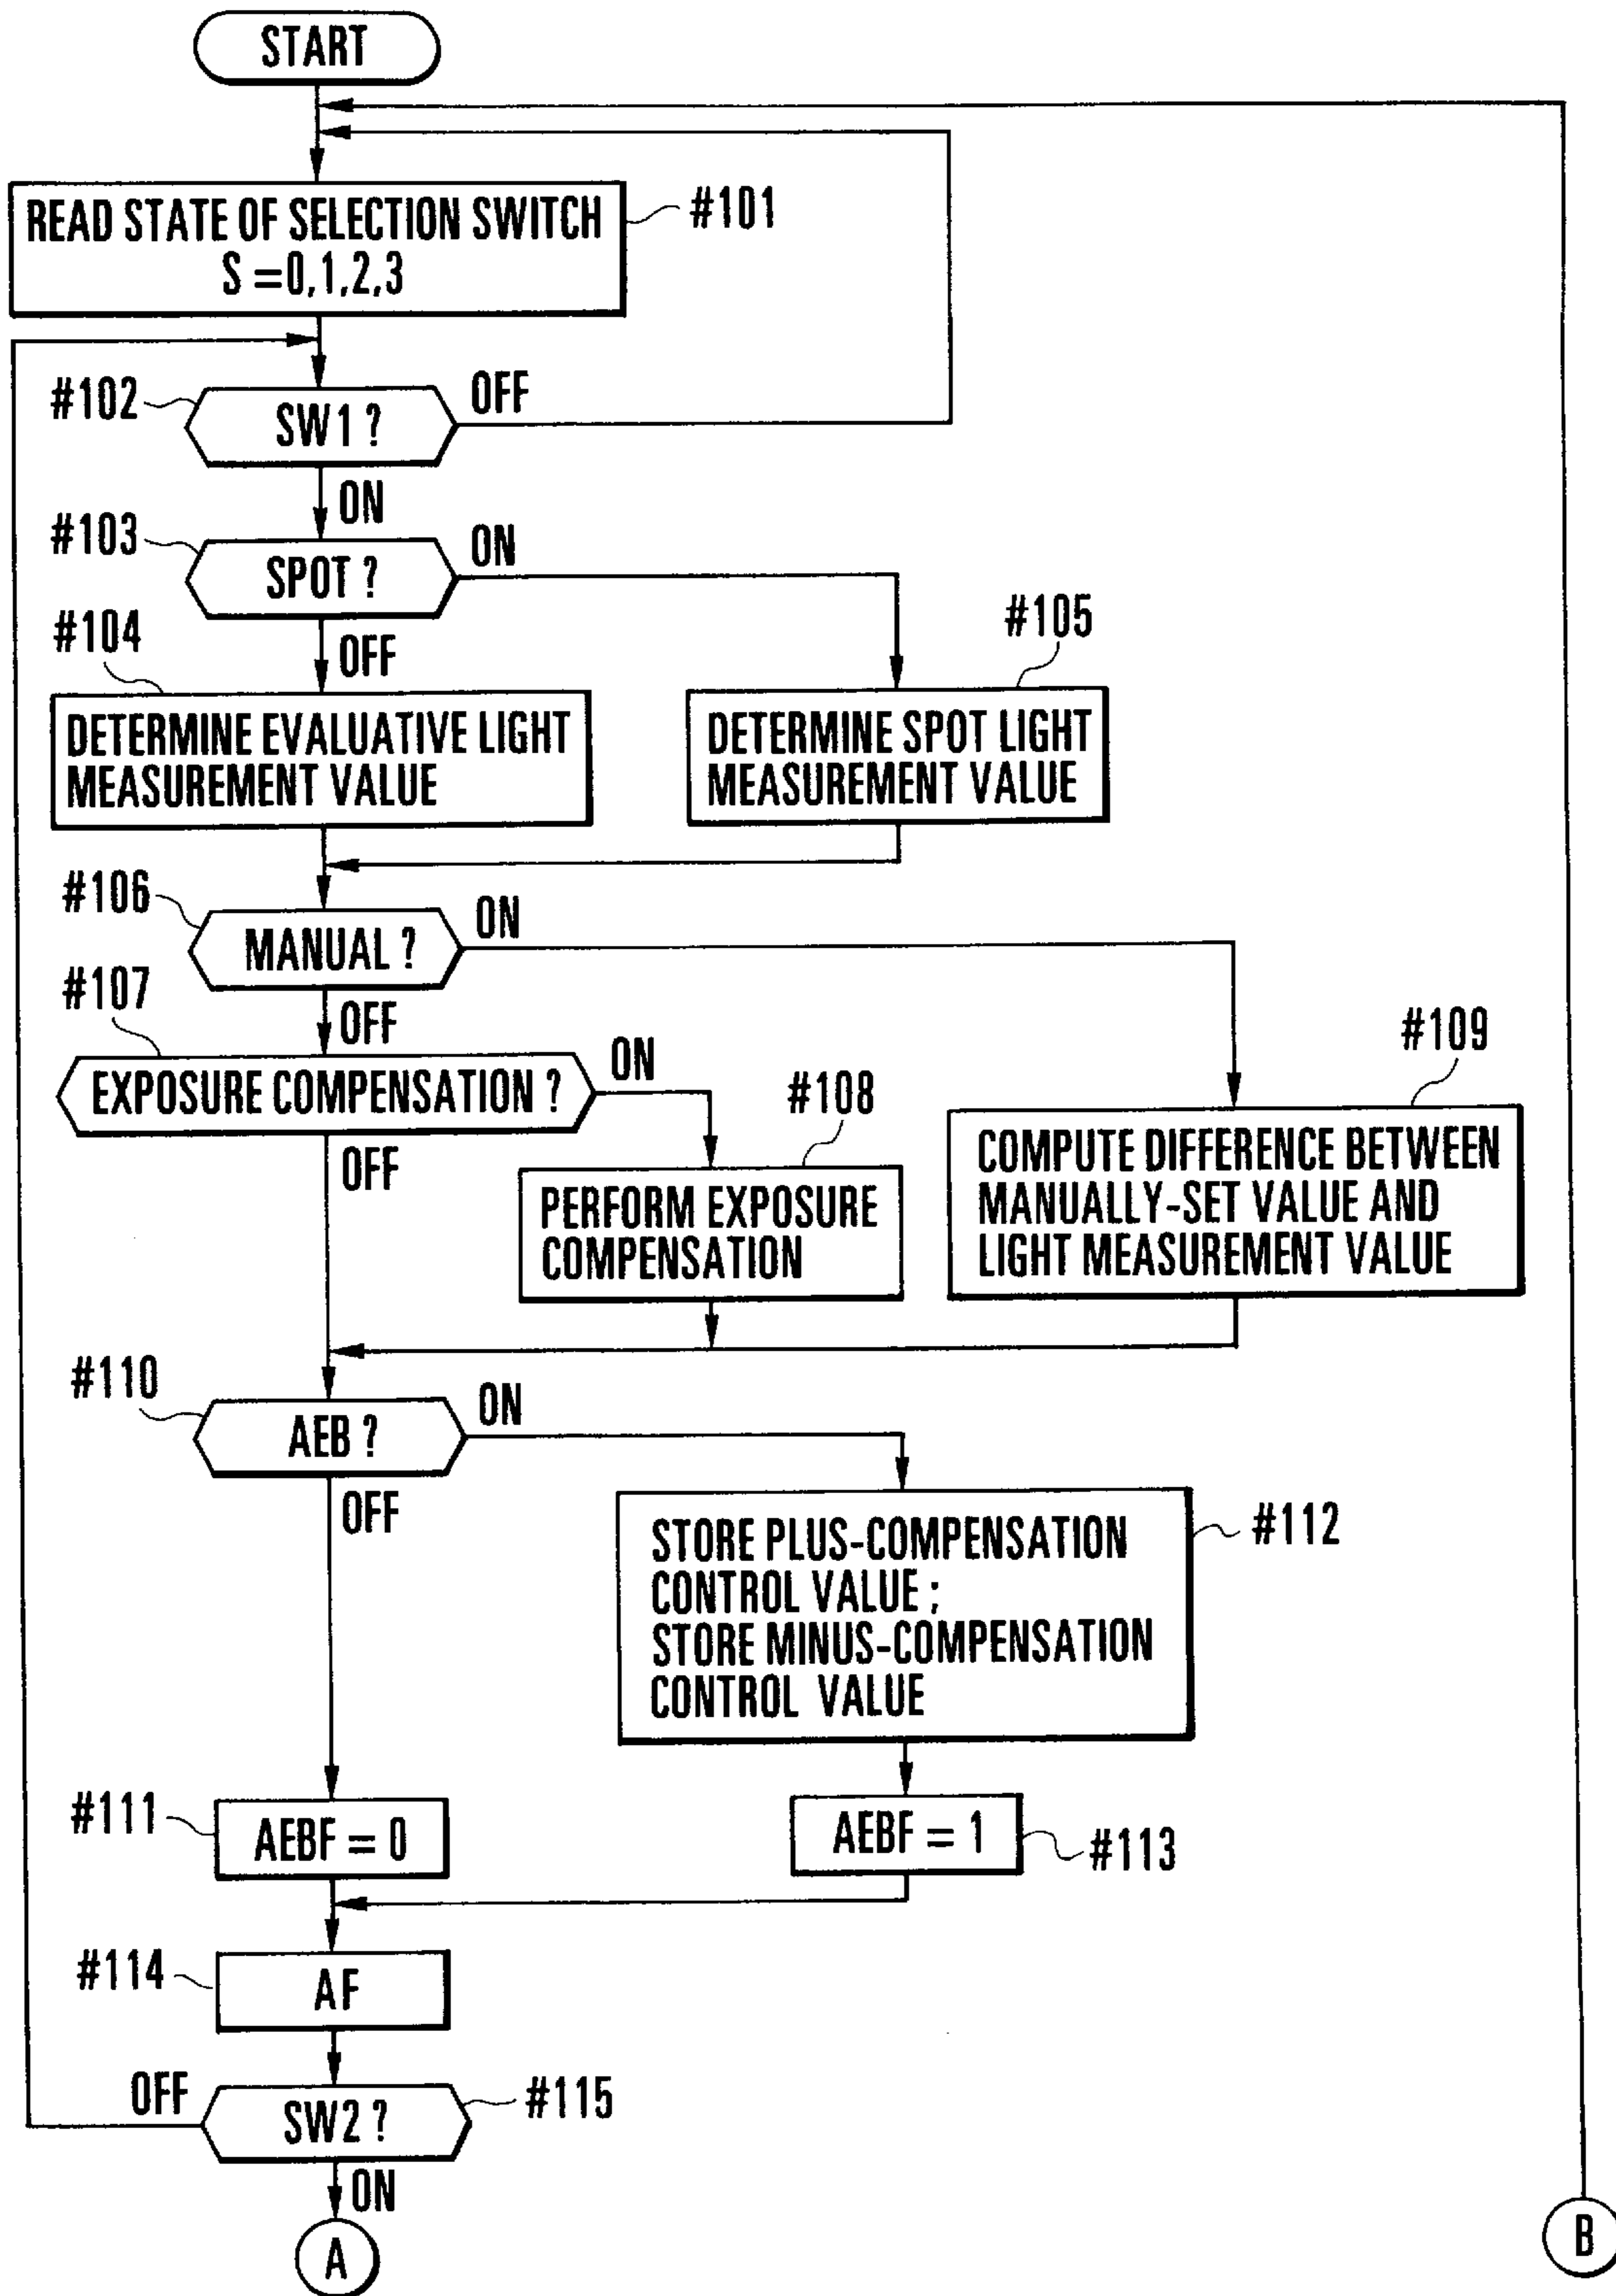 START
READ STATE OF SELECTION SWITCH
S =0,1,2,3
#101
#102
SW1 ?
OFF
ON
#103
SPOT ?
ON
OFF
#104
#105
DETERMINE EVALUATIVE LIGHT
MEASUREMENT VALUE
DETERMINE SPOT LIGHT
MEASUREMENT VALUE
#106
MANUAL ?
ON
OFF
#107
EXPOSURE COMPENSATION ?
ON
OFF
#108
PERFORM EXPOSURE
COMPENSATION
#109
COMPUTE DIFFERENCE BETWEEN
MANUALLY-SET VALUE AND
LIGHT MEASUREMENT VALUE
#110
AEB ?
ON
OFF
STORE PLUS-COMPENSATION
CONTROL VALUE ;
STORE MINUS-COMPENSATION
CONTROL VALUE
#112
#111
AEBF = 0
AEBF = 1
#113
#114
AF
OFF
SW2 ?
#115
ON
A
B